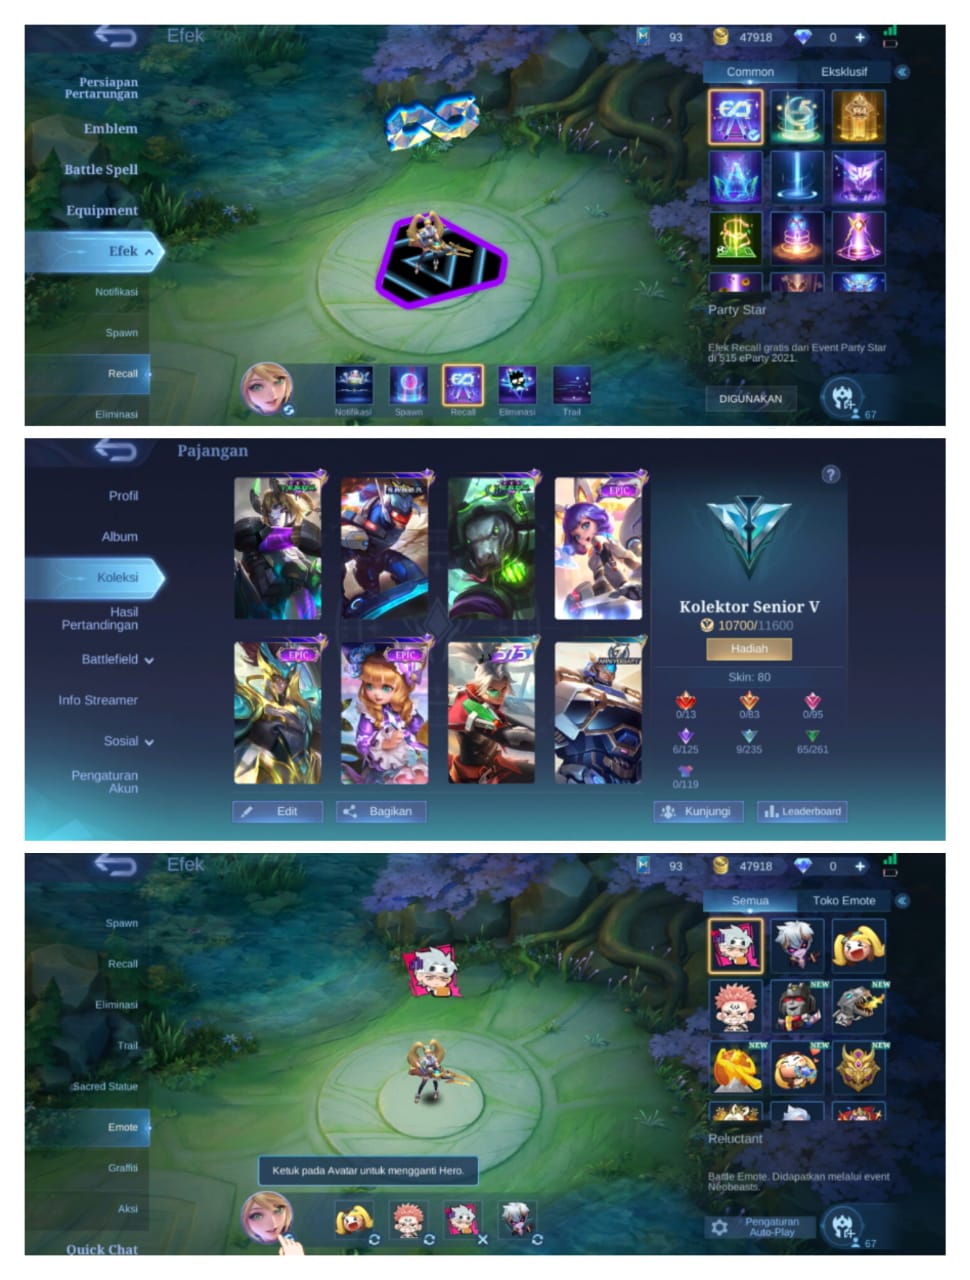 Efek
93
47918
0
Persiapan
Pertarungan
Emblem
Battle Spell
Equipment
Efek
Notifikasi
Spawn
Recall
Eliminasi
Notifikasi
Spawn
Recall
Eliminasi
Trail
Common
Eksklusif
515
Party Star
Efek Recall gratis dari Event Party Star
di 515 eParty 2021.
DIGUNAKAN
67
Pajangan
Profil
Album
Koleksi
Hasil
Pertandingan
Battlefield
Info Streamer
Sosial
Pengaturan
Akun
SABER
EPIC
EPIC
EPIC
515
ANNIVERSARY
Edit
Bagikan
?
Kolektor Senior V
10700/11600
Hadiah
Skin: 80
0/13
0/83
0/95
6/125
9/235
65/261
0/119
Kunjungi
Leaderboard
Efek
93
47918
0
Spawn
Recall
Eliminasi
Trail
Sacred Statue
Emote
Graffiti
Aksi
Quick Chat
Ketuk pada Avatar untuk mengganti Hero.
Semua
Toko Emote
NEW
NEW
NEW
NEW
NEW
Reluctant
Battle Emote. Didapatkan melalui event
Neobeasts.
Pengaturan
Auto-Play
67